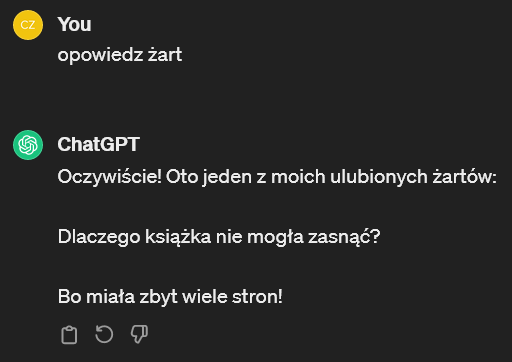 CZ
You
opowiedz żart
ChatGPT
Oczywiście! Oto jeden z moich ulubionych żartów:
Dlaczego książka nie mogła zasnąć?
Bo miała zbyt wiele stron!